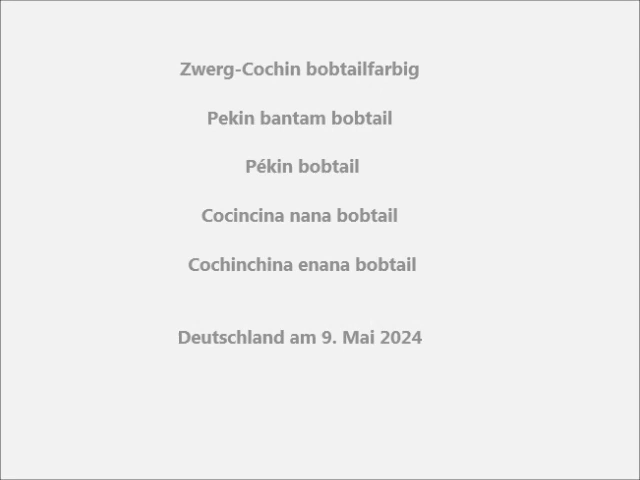 Zwerg-Cochin bobtailfarbig
Pekin bantam bobtail
Pékin bobtail
Cocincina nana bobtail
Cochinchina enana bobtail
Deutschland am 9. Mai 2024